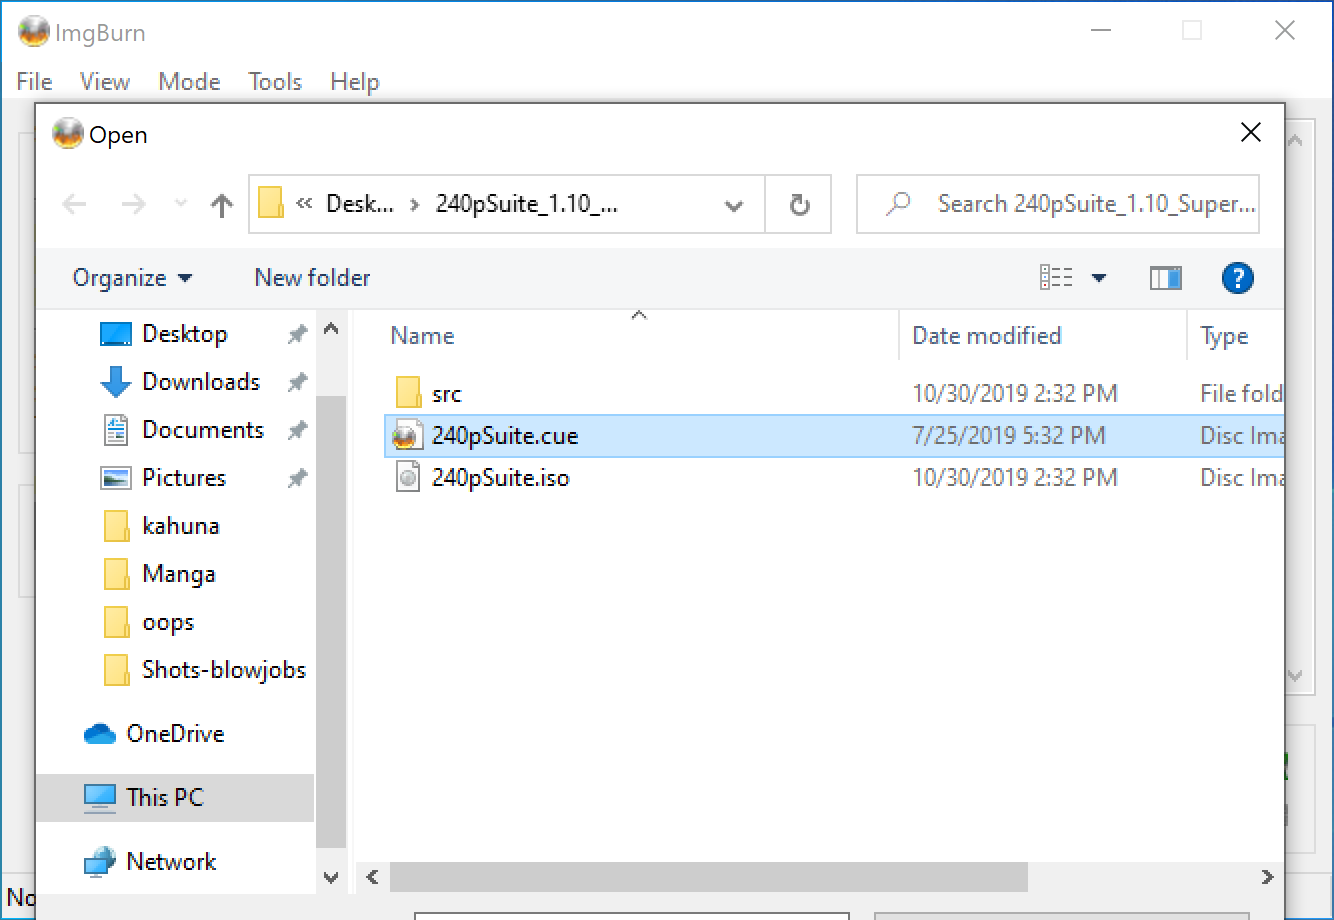 ImgBurn
File View Mode Tools Help
Open
« Desk... › 240pSuite_1.10_... Search 240pSuite_1.10_Super...
Organize New folder ?
Desktop
Downloads
Documents
Pictures
kahuna
Manga
oops
Shots-blowjobs
OneDrive
This PC
Network
Name Date modified Type
src 10/30/2019 2:32 PM File fold
240pSuite.cue 7/25/2019 5:32 PM Disc Ima
240pSuite.iso 10/30/2019 2:32 PM Disc Ima
No